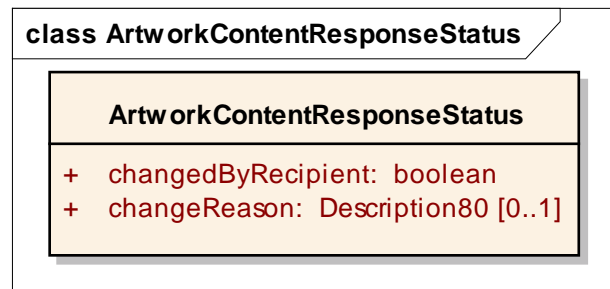 class ArtworkContentResponseStatus
ArtworkContentResponseStatus
+ changedByRecipient: boolean
+ changeReason: Description80 [0..1]